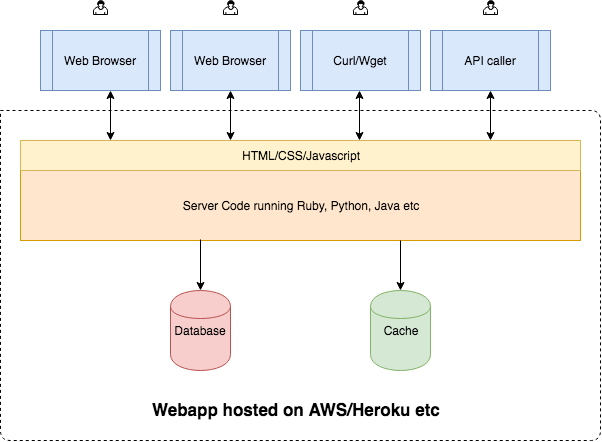 Web Browser
Web Browser
Curl/Wget
API caller
HTML/CSS/Javascript
Server Code running Ruby, Python, Java etc
Database
Cache
Webapp hosted on AWS/Heroku etc